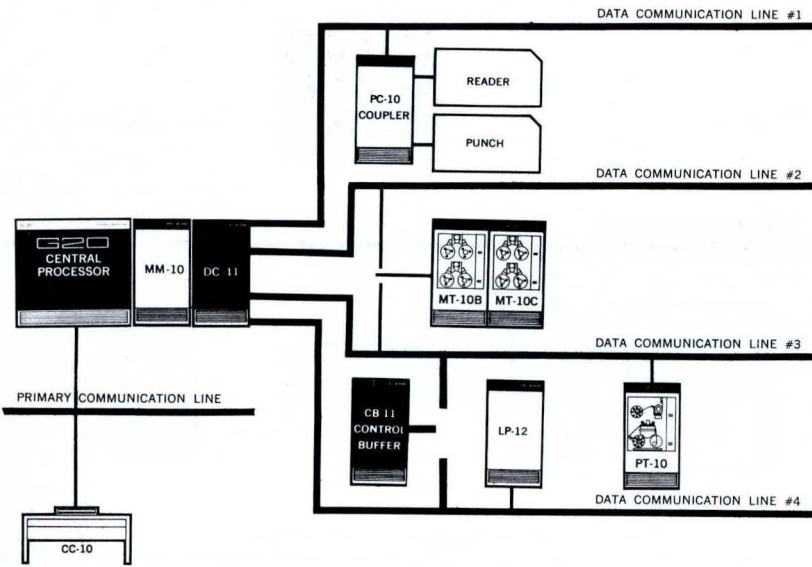 DATA COMMUNICATION LINE #1
READER
PC-10
COUPLER
PUNCH
DATA COMMUNICATION LINE #2
G20
CENTRAL
PROCESSOR
MM-10
DC 11
MT-10B
MT-10C
DATA COMMUNICATION LINE #3
PRIMARY COMMUNICATION LINE
CB 11
CONTROL
BUFFER
LP-12
PT-10
DATA COMMUNICATION LINE #4
CC-10